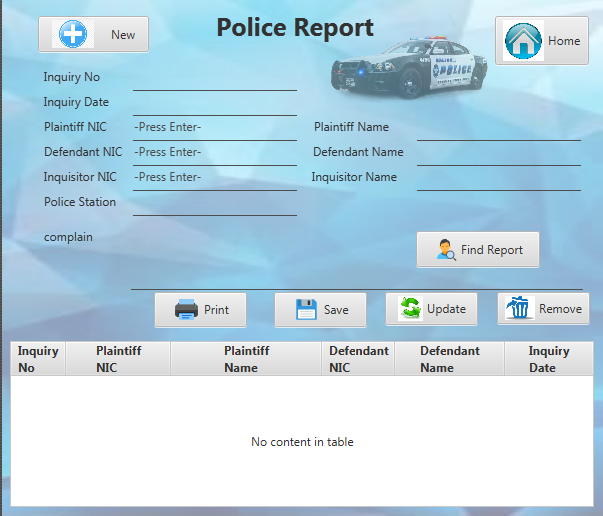 Police Report
New
Home
POLICE
Inquiry No
Inquiry Date
Plaintiff NIC -Press Enter- Plaintiff Name
Defendant NIC -Press Enter- Defendant Name
Inquisitor NIC -Press Enter- Inquisitor Name
Police Station
complain
Find Report
Print Save Update Remove
Inquiry Plaintiff Plaintiff Defendant Defendant Inquiry
No NIC Name NIC Name Date
No content in table